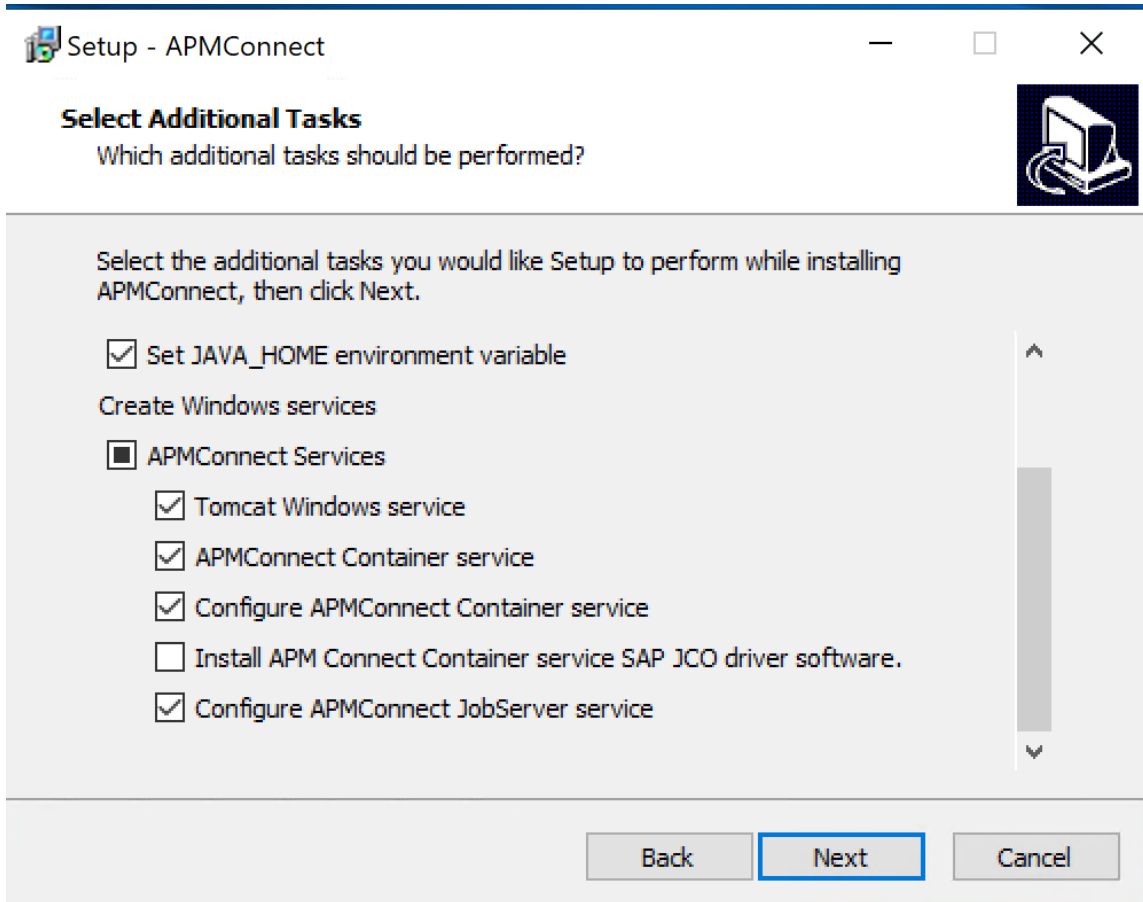 Setup - APMConnect
Select Additional Tasks
Which additional tasks should be performed?
Select the additional tasks you would like Setup to perform while installing
APMConnect, then click Next.
Set JAVA_HOME environment variable
Create Windows services
APMConnect Services
Tomcat Windows service
APMConnect Container service
Configure APMConnect Container service
Install APM Connect Container service SAP JCO driver software.
Configure APMConnect JobServer service
Back Next Cancel